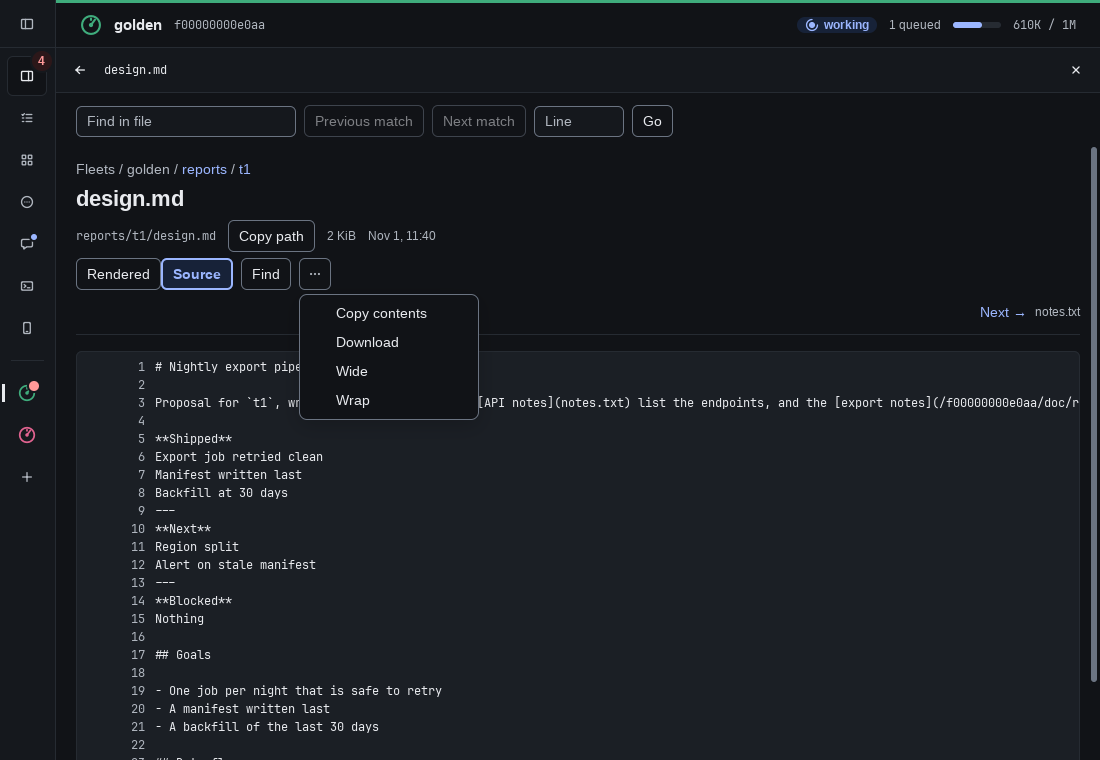 golden f00000000e0aa working 1 queued 610K / 1M
4
design.md
Find in file Previous match Next match Line Go
Fleets / golden / reports / t1
design.md
reports/t1/design.md Copy path 2 KiB Nov 1, 11:40
Rendered Source Find ···
Copy contents
Download
Wide
Wrap
Next → notes.txt
1 # Nightly export pipe
2
3 Proposal for `t1`, wr [API notes](notes.txt) list the endpoints, and the [export notes](/f00000000e0aa/doc/r
4
5 **Shipped**
6 Export job retried clean
7 Manifest written last
8 Backfill at 30 days
9 ---
10 **Next**
11 Region split
12 Alert on stale manifest
13 ---
14 **Blocked**
15 Nothing
16
17 ## Goals
18
19 - One job per night that is safe to retry
20 - A manifest written last
21 - A backfill of the last 30 days
22